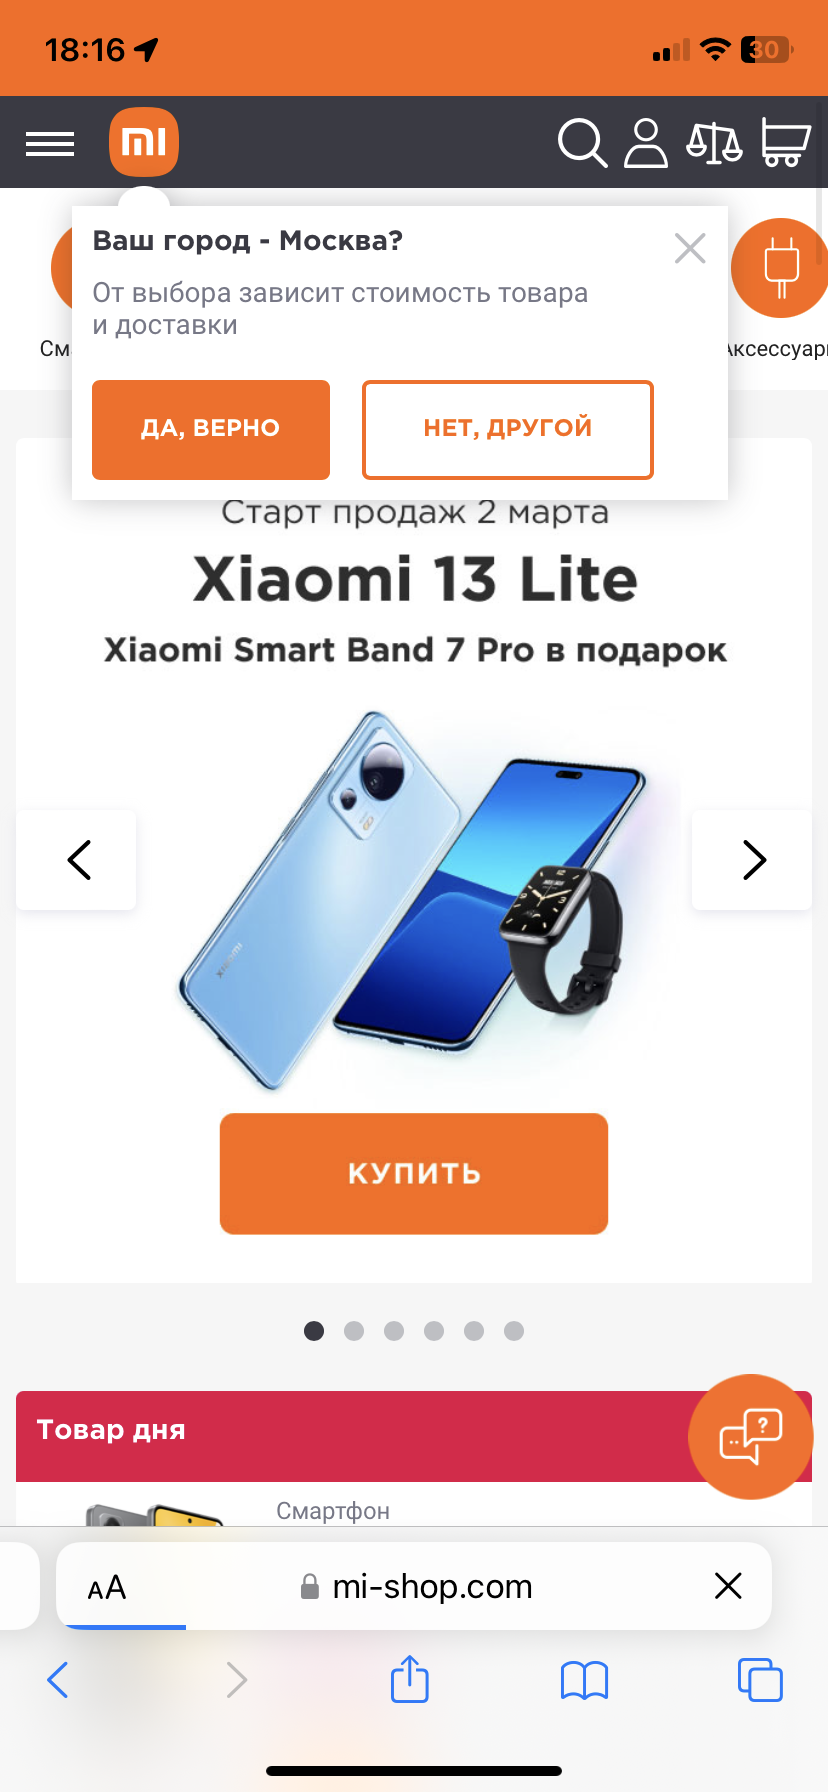 18:16
30
Ваш город - Москва?
От выбора зависит стоимость товара
и доставки
См
Аксессуар
ДА, ВЕРНО
НЕТ, ДРУГОЙ
Старт продаж 2 марта
Xiaomi 13 Lite
Xiaomi Smart Band 7 Pro в подарок
xiaomi
КУПИТЬ
Товар дня
Смартфон
AA
mi-shop.com